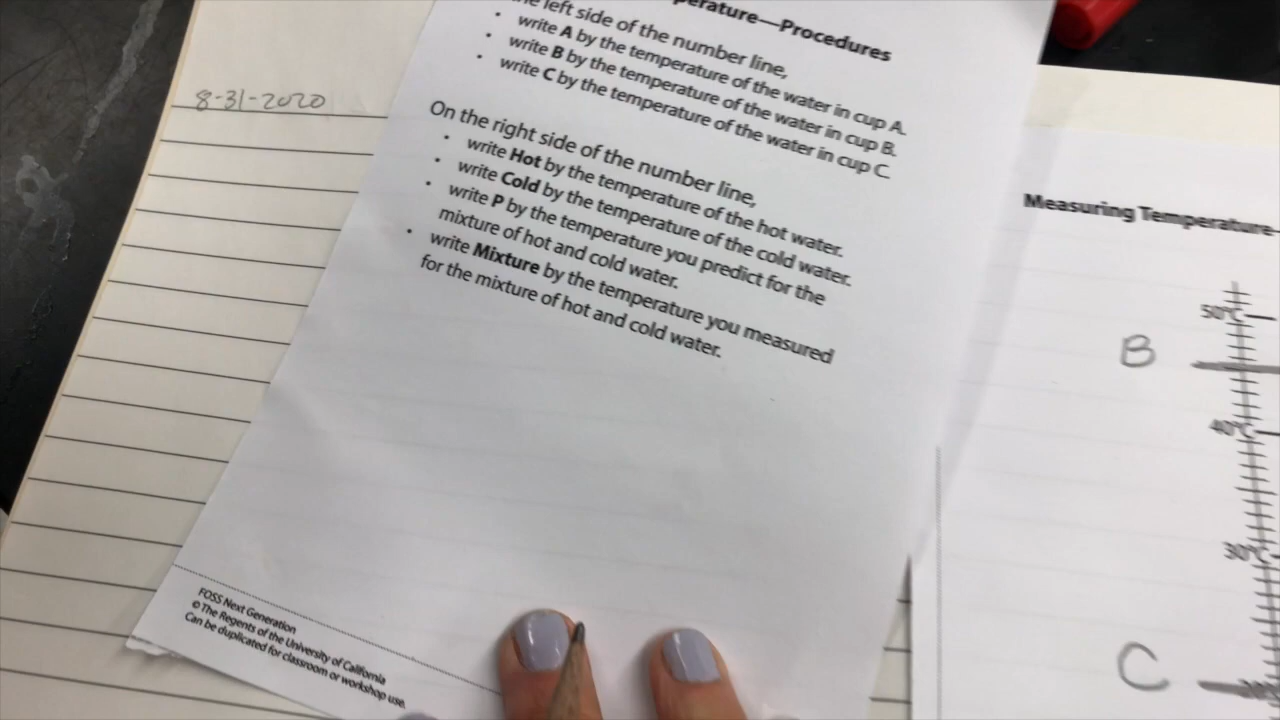 perature—Procedures
the left side of the number line,
• write A by the temperature of the water in cup A.
• write B by the temperature of the water in cup B.
• write C by the temperature of the water in cup C.
On the right side of the number line,
• write Hot by the temperature of the hot water.
• write Cold by the temperature of the cold water.
• write P by the temperature you predict for the
mixture of hot and cold water.
• write Mixture by the temperature you measured
for the mixture of hot and cold water.
FOSS Next Generation
© The Regents of the University of California
Can be duplicated for classroom or workshop use.
8-31-2020
Measuring Temperature-
50°C
B
40°C
30°C
C